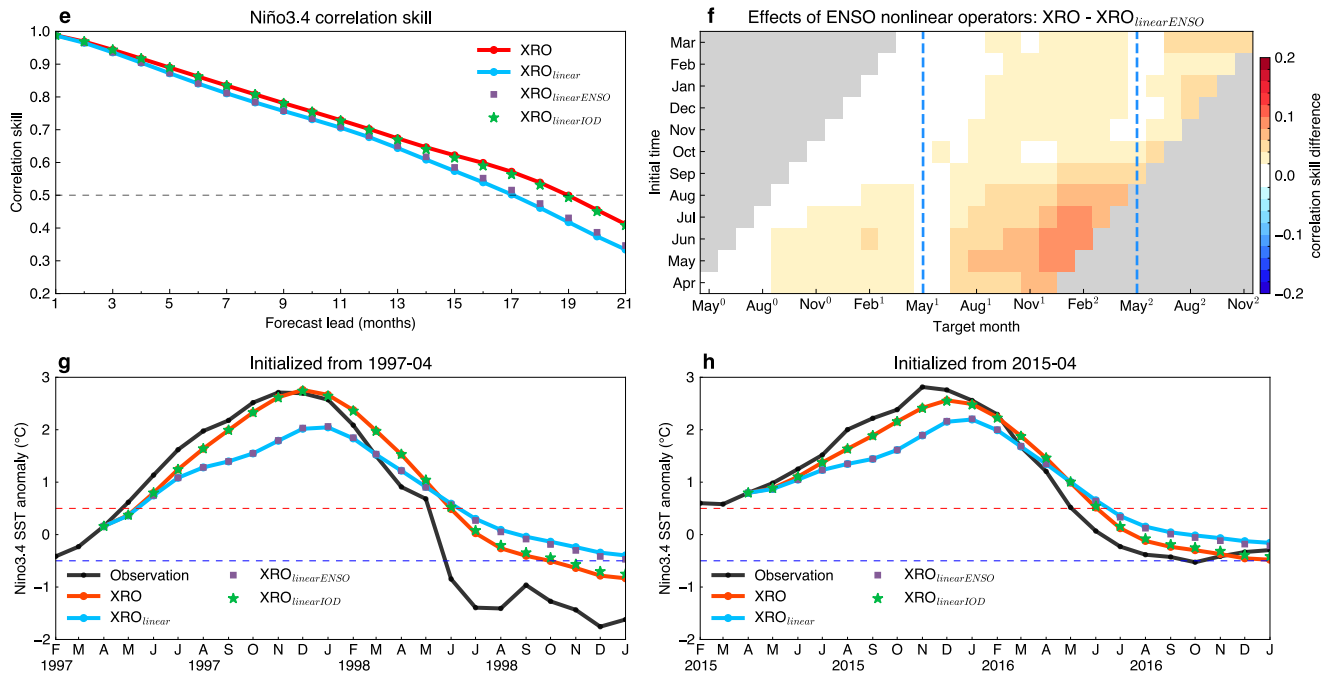 e Niño3.4 correlation skill
1.0
0.9
0.8
0.7
0.6
0.5
0.4
0.3
0.2
Correlation skill
XRO
XROlinear
XROlinearENSO
XROlinearIOD
1 3 5 7 9 11 13 15 17 19 21
Forecast lead (months)
f Effects of ENSO nonlinear operators: XRO - XROlinearENSO
Initial time
Mar
Feb
Jan
Dec
Nov
Oct
Sep
Aug
Jul
Jun
May
Apr
May⁰ Aug⁰ Nov⁰ Feb¹ May¹ Aug¹ Nov¹ Feb² May² Aug² Nov²
Target month
0.2
0.1
0.0
−0.1
−0.2
correlation skill difference
g Initialized from 1997-04
3
2
1
0
−1
−2
Nino3.4 SST anomaly (°C)
Observation
XRO
XROlinear
XROlinearENSO
XROlinearIOD
F M A M J J A S O N D J F M A M J J A S O N D J
1997 1997 1998 1998
h Initialized from 2015-04
3
2
1
0
−1
−2
Nino3.4 SST anomaly (°C)
Observation
XRO
XROlinear
XROlinearENSO
XROlinearIOD
F M A M J J A S O N D J F M A M J J A S O N D J
2015 2015 2016 2016